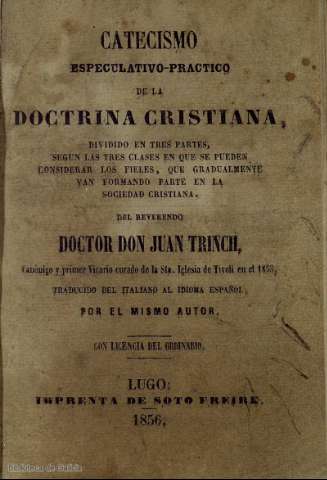 CATECISMO
ESPECULATIVO-PRACTICO
DE LA
DOCTRINA CRISTIANA,
DIVIDIDO EN TRES PARTES,
SEGUN LAS TRES CLASES EN QUE SE PUEDEN
CONSIDERAR LOS FIELES, QUE GRADUALMENTE
VAN FORMANDO PARTE EN LA
SOCIEDAD CRISTIANA.
DEL REVERENDO
DOCTOR DON JUAN TRINCH,
Canónigo y primer Vicario curado de la Sta. Iglesia de Tivoli en el 1853,
TRADUCIDO DEL ITALIANO AL IDIOMA ESPAÑOL,
POR EL MISMO AUTOR.
CON LICENCIA DEL ORDINARIO.
LUGO:
IMPRENTA DE SOTO FREIRE.
1856.
Biblioteca de Galicia